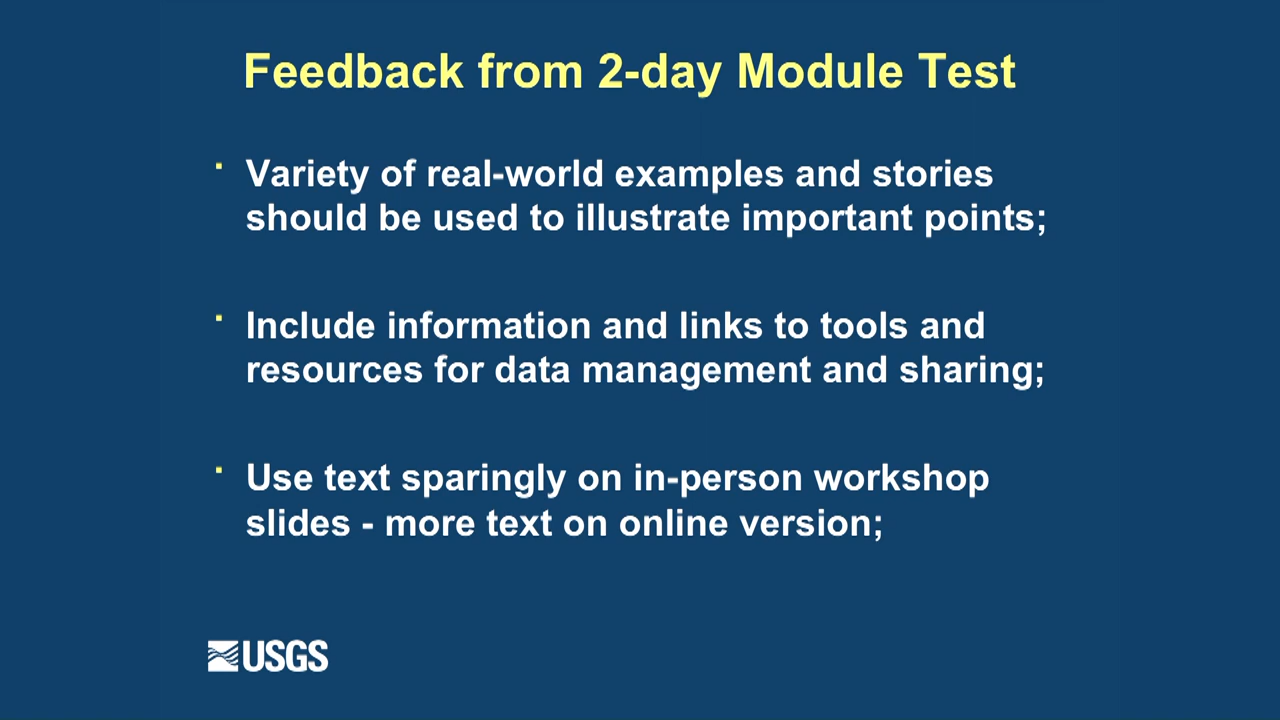 Feedback from 2-day Module Test
Variety of real-world examples and stories
should be used to illustrate important points;
Include information and links to tools and
resources for data management and sharing;
Use text sparingly on in-person workshop
slides - more text on online version;
USGS